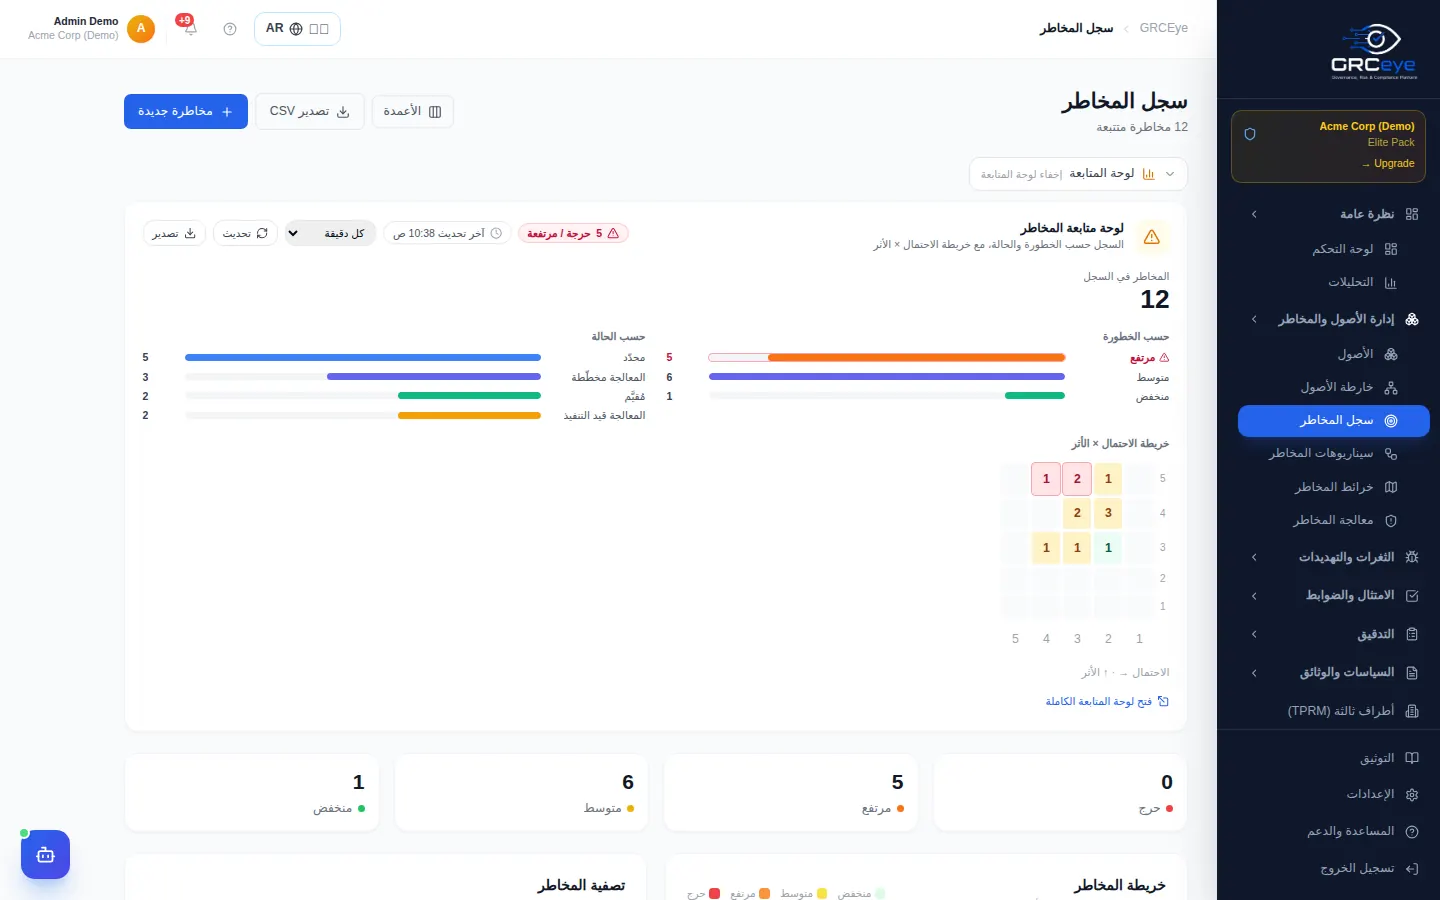 GRCeye
Governance, Risk & Compliance Platform
Acme Corp (Demo)
Elite Pack
Upgrade →
نظرة عامة
لوحة التحكم
التحليلات
إدارة الأصول والمخاطر
الأصول
خارطة الأصول
سجل المخاطر
سيناريوهات المخاطر
خرائط المخاطر
معالجة المخاطر
الثغرات والتهديدات
الامتثال والضوابط
التدقيق
السياسات والوثائق
أطراف ثالثة (TPRM)
التوثيق
الإعدادات
المساعدة والدعم
تسجيل الخروج
GRCEye
سجل المخاطر
AR
9+
A
Admin Demo
Acme Corp (Demo)
سجل المخاطر
12 مخاطرة متتبعة
الأعمدة
تصدير CSV
مخاطرة جديدة
لوحة المتابعة إخفاء لوحة المتابعة
لوحة متابعة المخاطر
السجل حسب الخطورة والحالة، مع خريطة الاحتمال × الأثر
5 حرجة / مرتفعة
آخر تحديث 10:38 ص
كل دقيقة
تحديث
تصدير
المخاطر في السجل
12
حسب الخطورة
مرتفع 5
متوسط 6
منخفض 1
حسب الحالة
محدّد 5
المعالجة مخطّطة 3
مُقيَّم 2
المعالجة قيد التنفيذ 2
خريطة الاحتمال × الأثر
5 1 2 1
4 3 2
3 1 1 1
2
1
1 2 3 4 5
الاحتمال → · ↑ الأثر
فتح لوحة المتابعة الكاملة
0
حرج
5
مرتفع
6
متوسط
1
منخفض
خريطة المخاطر
منخفض
متوسط
مرتفع
حرج
تصفية المخاطر